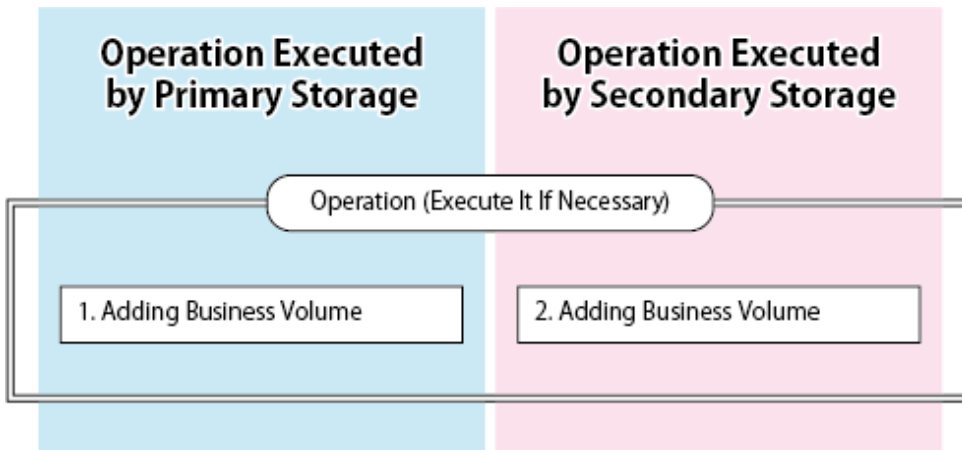 Operation Executed
by Primary Storage
Operation Executed
by Secondary Storage
Operation (Execute It If Necessary)
1. Adding Business Volume
2. Adding Business Volume